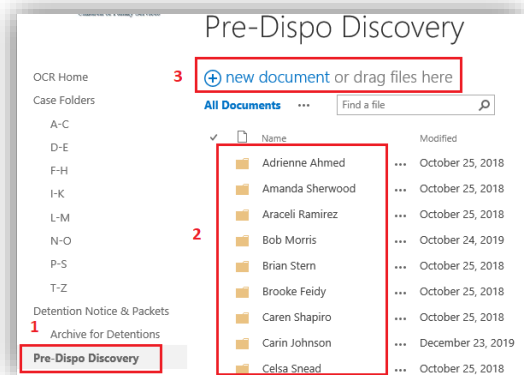 Pre-Dispo Discovery
OCR Home
Case Folders
A-C
D-E
F-H
I-K
L-M
N-O
P-S
T-Z
Detention Notice & Packets
1
Archive for Detentions
Pre-Dispo Discovery
3 new document or drag files here
All Documents ... Find a file
Name Modified
2
Adrienne Ahmed ... October 25, 2018
Amanda Sherwood ... October 25, 2018
Araceli Ramirez ... October 25, 2018
Bob Morris ... October 24, 2019
Brian Stern ... October 25, 2018
Brooke Feidy ... October 25, 2018
Caren Shapiro ... October 25, 2018
Carin Johnson ... December 23, 2019
Celsa Snead ... October 25, 2018